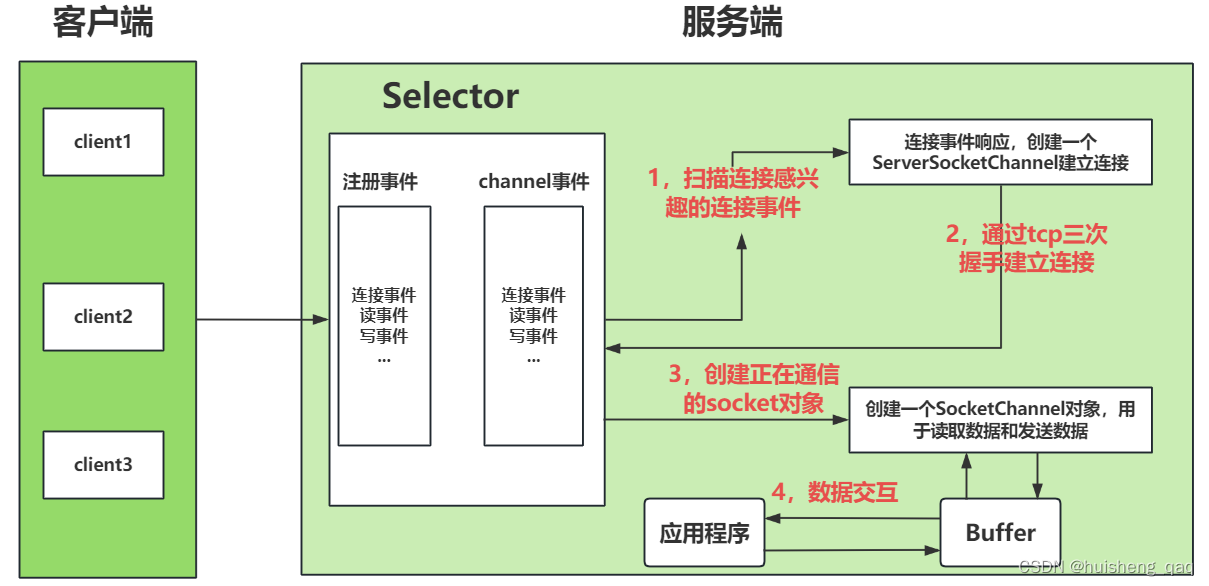 客户端
服务端
client1
client2
client3
Selector
注册事件
channel事件
连接事件
读事件
写事件
...
连接事件
读事件
写事件
...
1，扫描连接感兴
趣的连接事件
连接事件响应，创建一个
ServerSocketChannel建立连接
2，通过tcp三次
握手建立连接
3，创建正在通信
的socket对象
创建一个SocketChannel对象，用
于读取数据和发送数据
4，数据交互
应用程序
Buffer
CSDN @huisheng_qaq